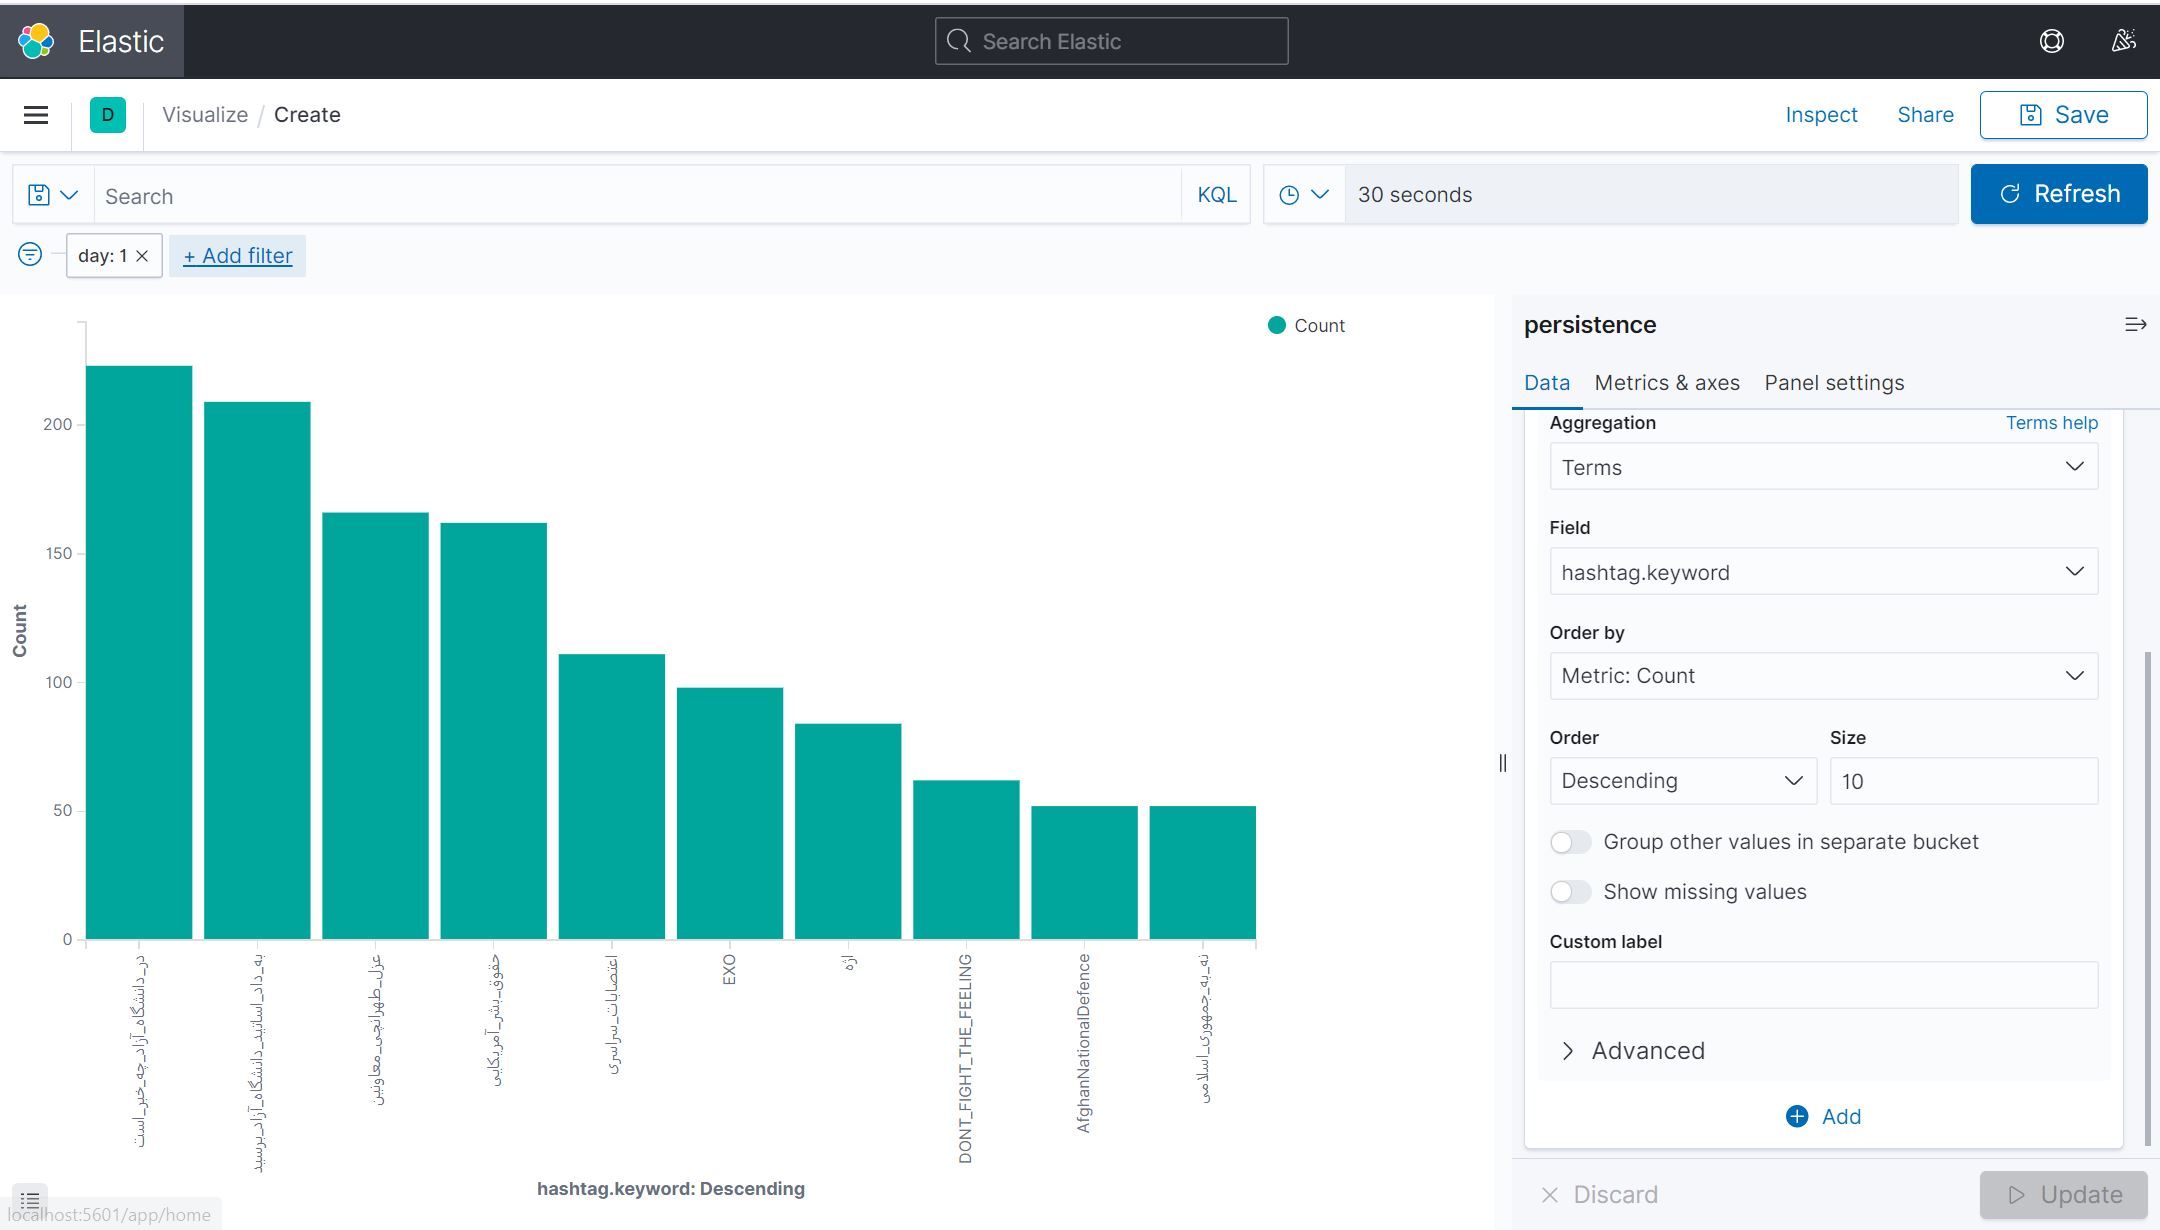 Elastic
Search Elastic
D
Visualize / Create
Inspect
Share
Save
Search
KQL
30 seconds
Refresh
day: 1 ×
+ Add filter
Count
Count
200
150
100
50
0
در_دانشگاه_آزاد_چه_خبر_است
به_داد_اساتید_دانشگاه_آزاد_برسید
عزل_طهرانچی_معاونین
حقوق_بشر_آمریکایی
اعتصابات_سراسری
EXO
اژه
DONT_FIGHT_THE_FEELING
AfghanNationalDefence
نه_به_جمهوری_اسلامی
hashtag.keyword: Descending
localhost:5601/app/home
persistence
Data
Metrics & axes
Panel settings
Aggregation
Terms help
Terms
Field
hashtag.keyword
Order by
Metric: Count
Order
Size
Descending
10
Group other values in separate bucket
Show missing values
Custom label
Advanced
Add
Discard
Update